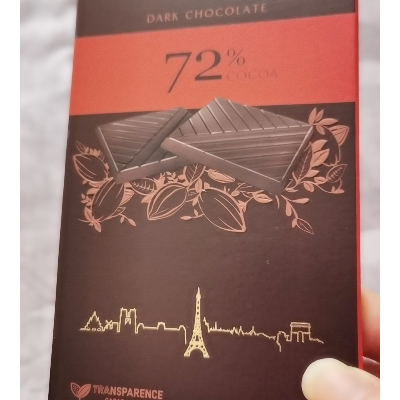 DARK CHOCOLATE
72%
COCOA
TRANSPARENCE